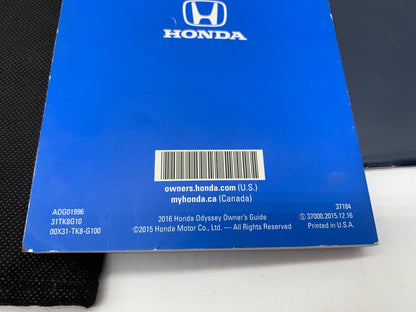 HONDA
owners.honda.com (U.S.)
myhonda.ca (Canada)
AOG01996
31TK8G10
00X31-TK8-G100
2016 Honda Odyssey Owner's Guide
©2015 Honda Motor Co., Ltd. — All Rights Reserved
37184
Ⓢ 37000.2015.12.16
Printed in U.S.A.